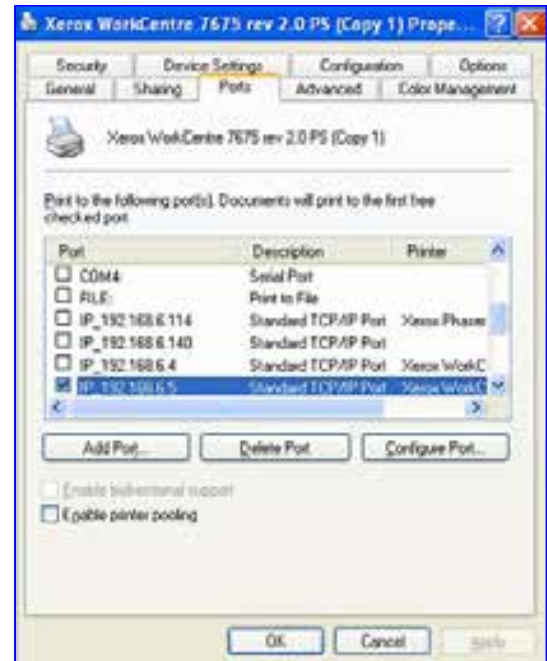 Xerox WorkCentre 7675 rev 2.0 PS (Copy 1) Prope...
Security Device Settings Configuration Options
General Sharing Ports Advanced Color Management
Xerox WorkCentre 7675 rev 2.0 PS (Copy 1)
Print to the following port(s). Documents will print to the first free
checked port.
Port Description Printer
COM4: Serial Port
FILE: Print to File
IP_192.168.6.114 Standard TCP/IP Port Xerox Phaser
IP_192.168.6.140 Standard TCP/IP Port
IP_192.168.6.4 Standard TCP/IP Port Xerox WorkC
IP_192.168.6.5 Standard TCP/IP Port Xerox WorkC
Add Port... Delete Port Configure Port...
Enable bidirectional support
Enable printer pooling
OK Cancel Apply